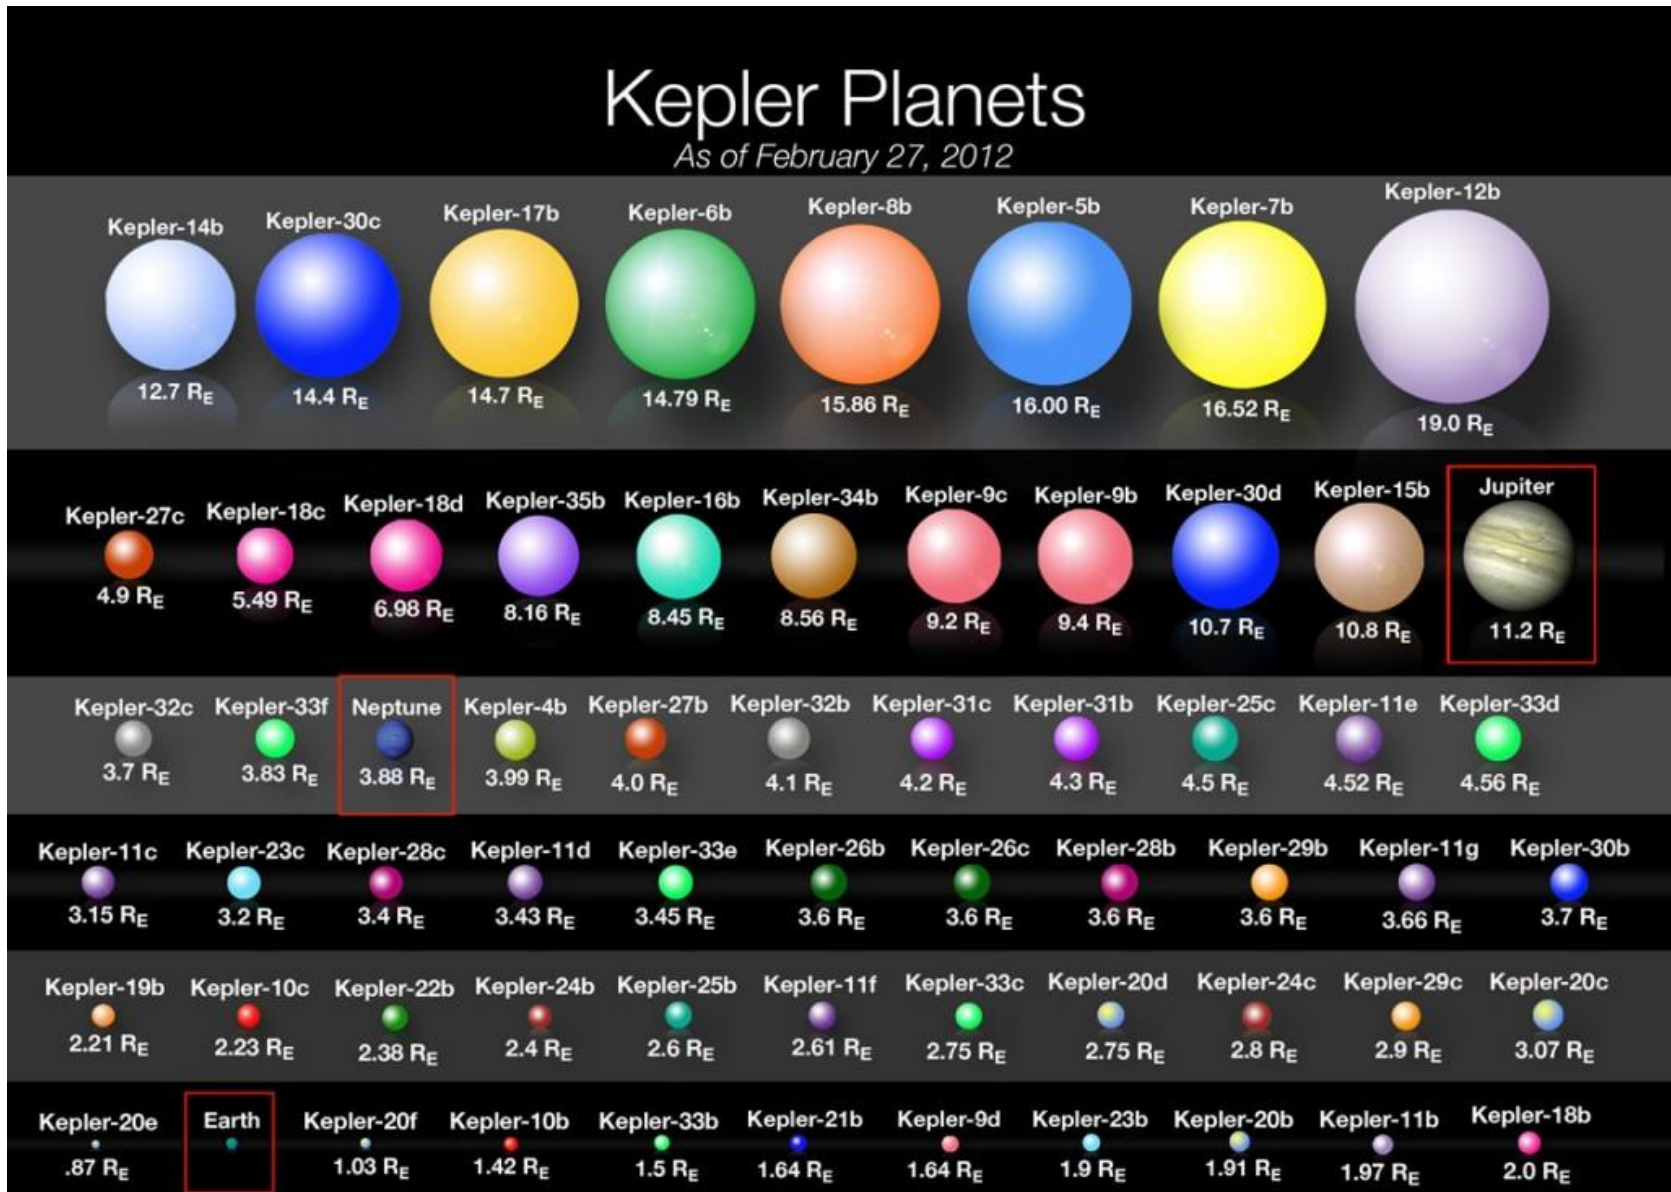 Kepler Planets
As of February 27, 2012
Kepler-14b Kepler-30c Kepler-17b Kepler-6b Kepler-8b Kepler-5b Kepler-7b Kepler-12b
12.7 RE 14.4 RE 14.7 RE 14.79 RE 15.86 RE 16.00 RE 16.52 RE 19.0 RE
Kepler-27c Kepler-18c Kepler-18d Kepler-35b Kepler-16b Kepler-34b Kepler-9c Kepler-9b Kepler-30d Kepler-15b Jupiter
4.9 RE 5.49 RE 6.98 RE 8.16 RE 8.45 RE 8.56 RE 9.2 RE 9.4 RE 10.7 RE 10.8 RE 11.2 RE
Kepler-32c Kepler-33f Neptune Kepler-4b Kepler-27b Kepler-32b Kepler-31c Kepler-31b Kepler-25c Kepler-11e Kepler-33d
3.7 RE 3.83 RE 3.88 RE 3.99 RE 4.0 RE 4.1 RE 4.2 RE 4.3 RE 4.5 RE 4.52 RE 4.56 RE
Kepler-11c Kepler-23c Kepler-28c Kepler-11d Kepler-33e Kepler-26b Kepler-26c Kepler-28b Kepler-29b Kepler-11g Kepler-30b
3.15 RE 3.2 RE 3.4 RE 3.43 RE 3.45 RE 3.6 RE 3.6 RE 3.6 RE 3.6 RE 3.66 RE 3.7 RE
Kepler-19b Kepler-10c Kepler-22b Kepler-24b Kepler-25b Kepler-11f Kepler-33c Kepler-20d Kepler-24c Kepler-29c Kepler-20c
2.21 RE 2.23 RE 2.38 RE 2.4 RE 2.6 RE 2.61 RE 2.75 RE 2.75 RE 2.8 RE 2.9 RE 3.07 RE
Kepler-20e Earth Kepler-20f Kepler-10b Kepler-33b Kepler-21b Kepler-9d Kepler-23b Kepler-20b Kepler-11b Kepler-18b
.87 RE 1.03 RE 1.42 RE 1.5 RE 1.64 RE 1.64 RE 1.9 RE 1.91 RE 1.97 RE 2.0 RE